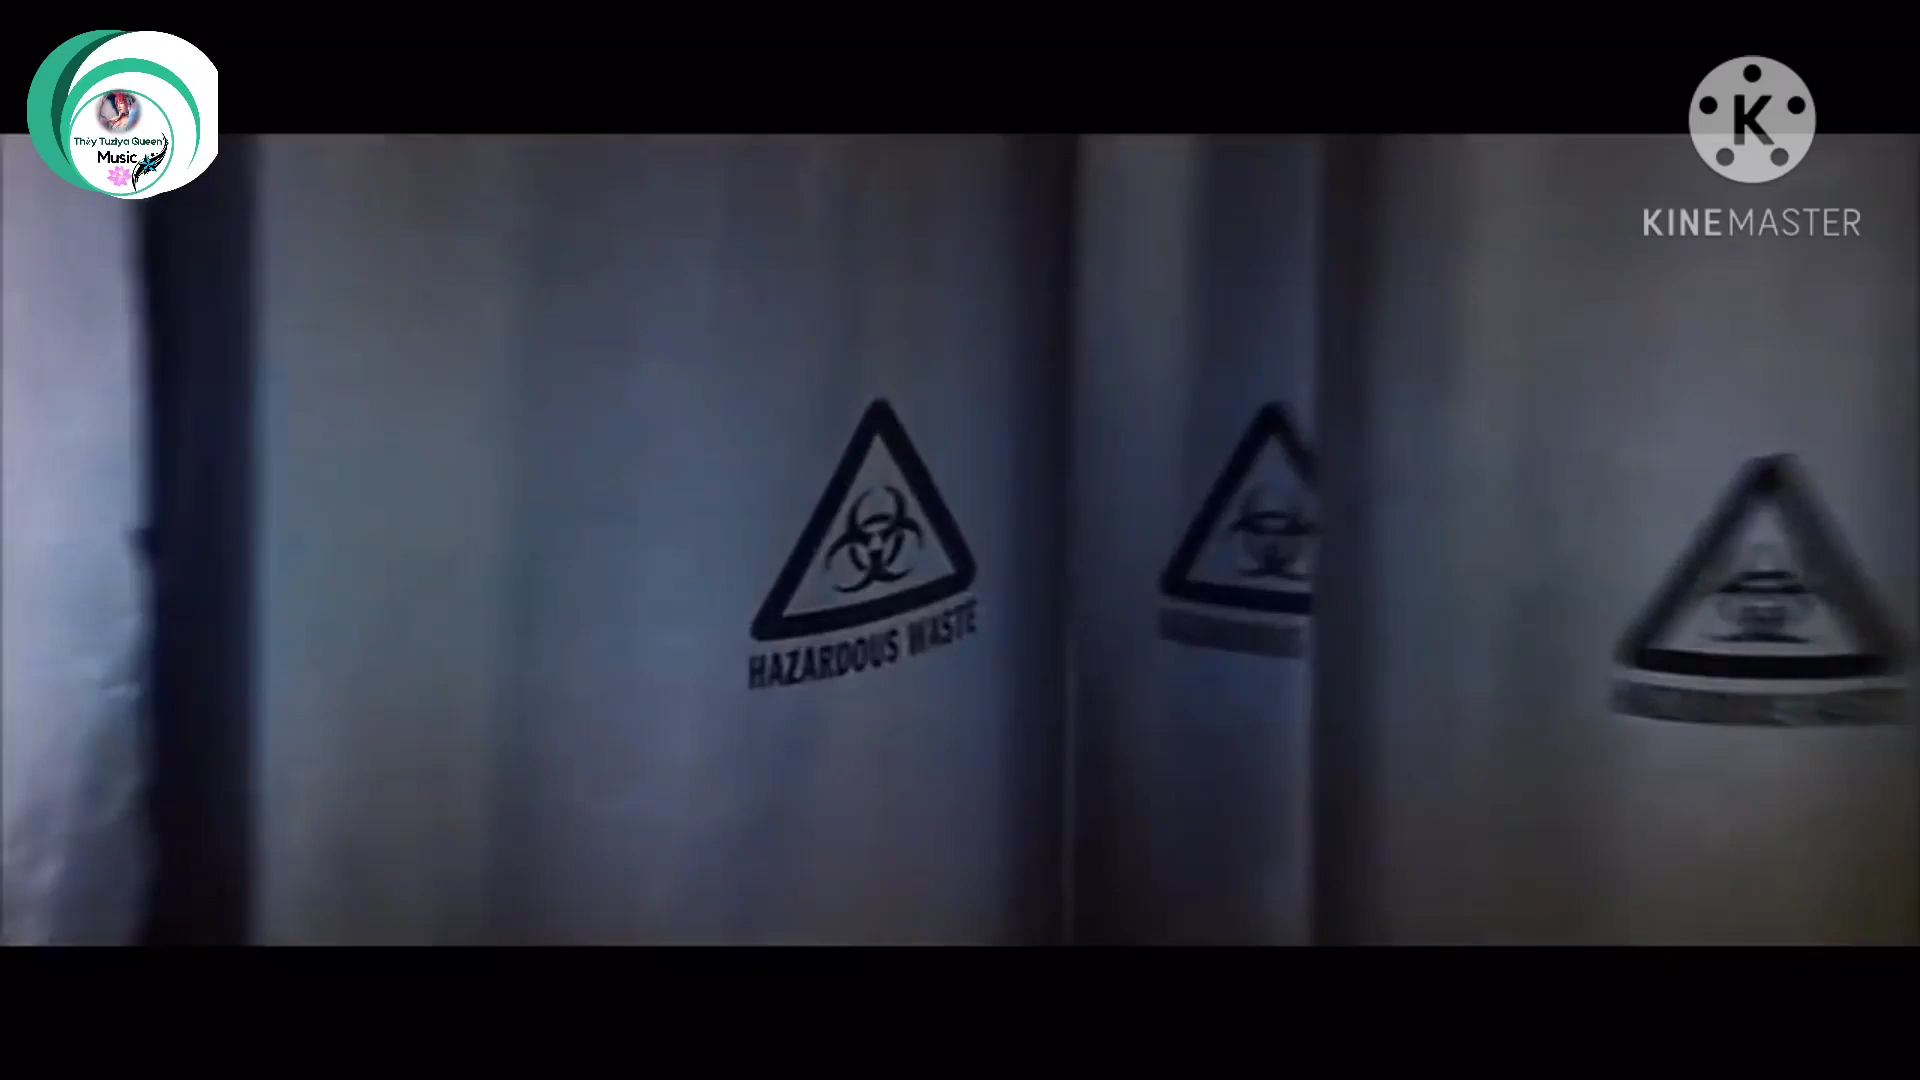 Thủy Tuzlya Queen's
Music
K
KINEMASTER
HAZARDOUS WASTE